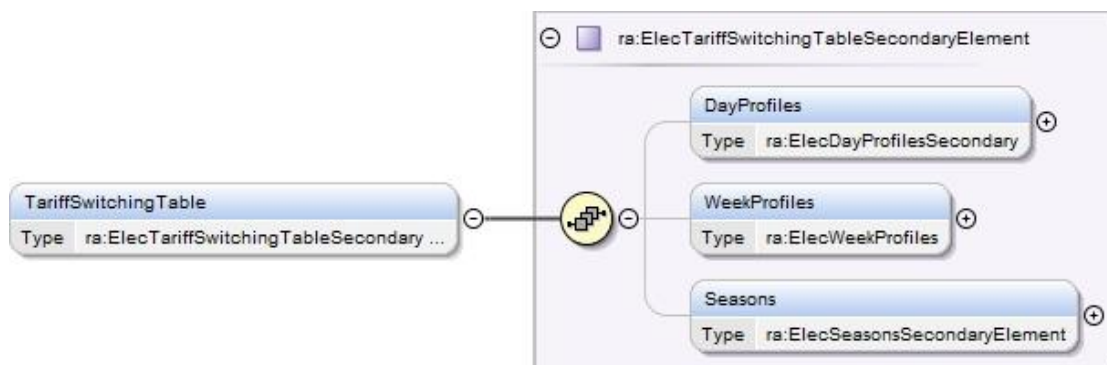 ra:ElecTariffSwitchingTableSecondaryElement
DayProfiles
Type ra:ElecDayProfilesSecondary
TariffSwitchingTable
Type ra:ElecTariffSwitchingTableSecondary ...
WeekProfiles
Type ra:ElecWeekProfiles
Seasons
Type ra:ElecSeasonsSecondaryElement